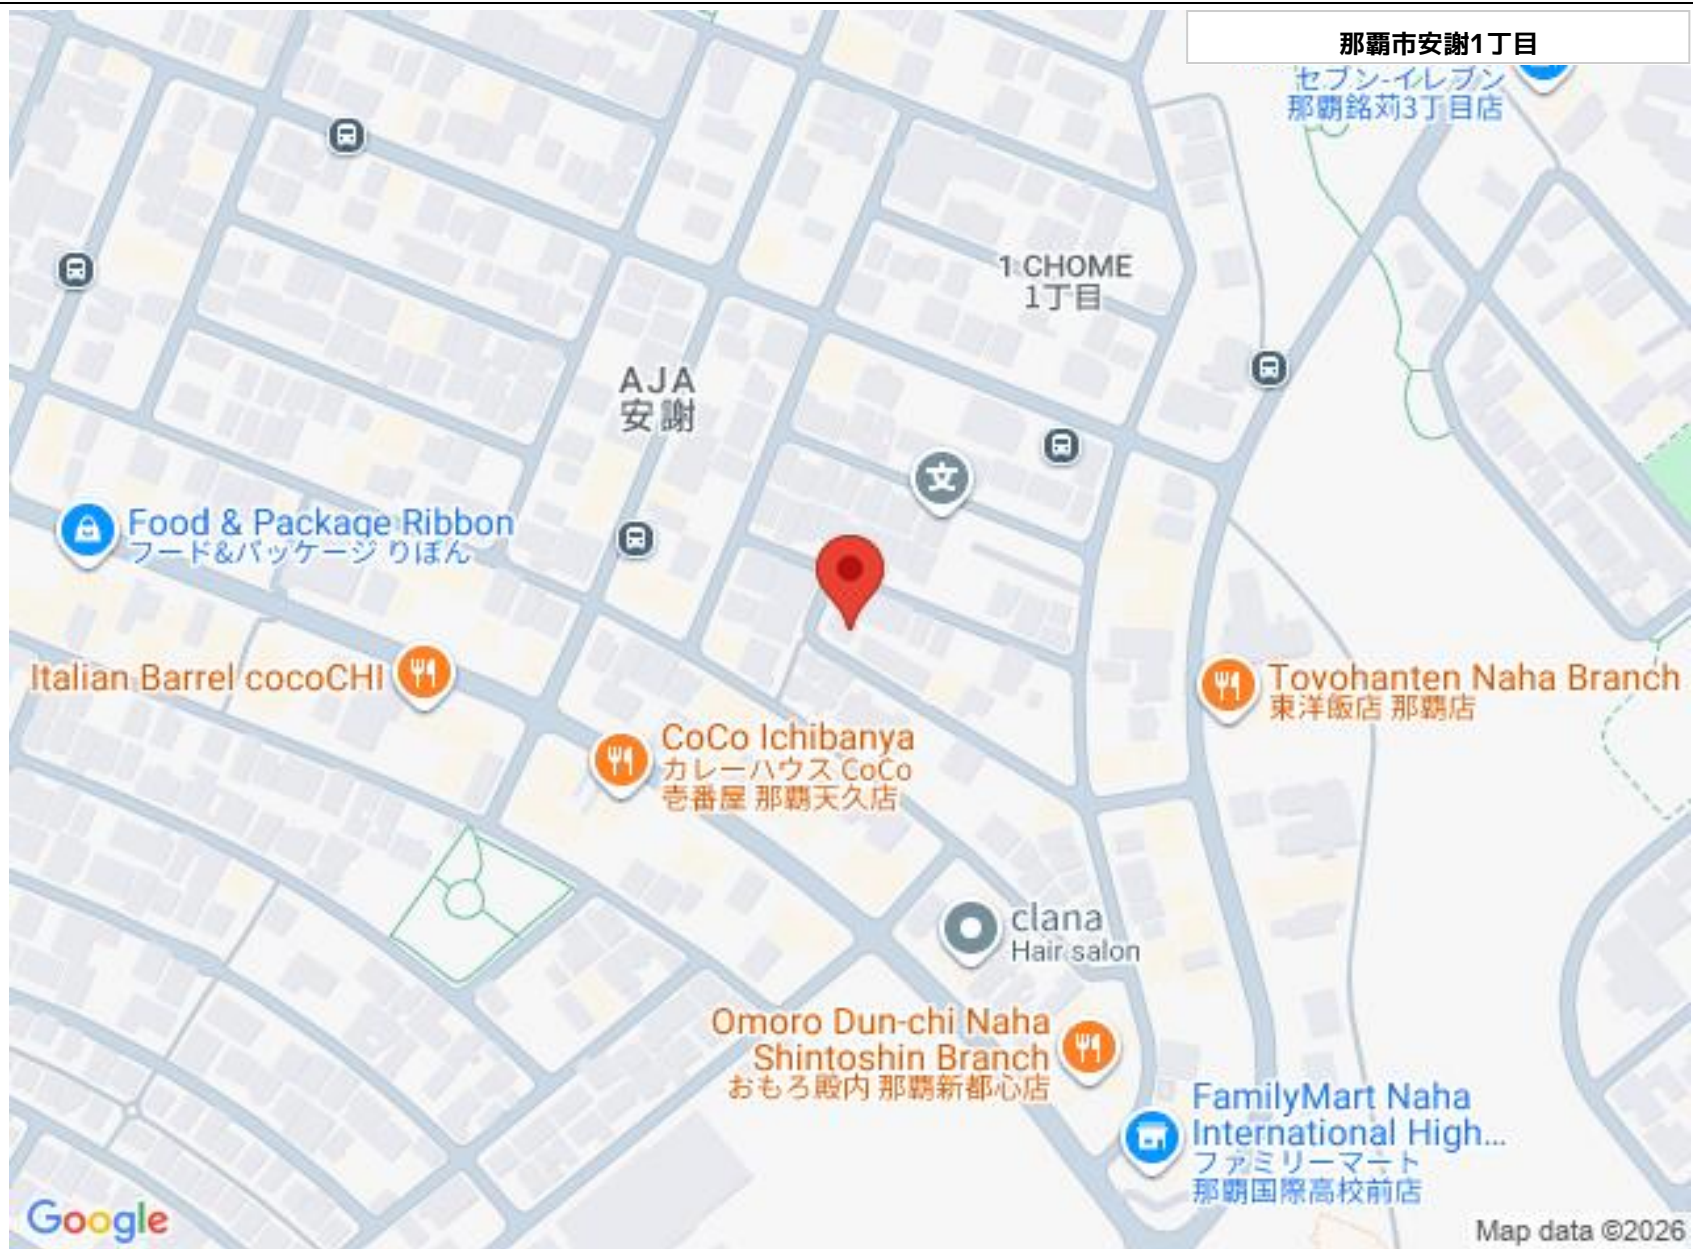 那覇市安謝1丁目
セブン-イレブン
那覇銘苅3丁目店
1 CHOME
1丁目
AJA
安謝
文
Food & Package Ribbon
フード&パッケージ りぼん
Italian Barrel cocoCHI
Toyohanten Naha Branch
東洋飯店 那覇店
CoCo Ichibanya
カレーハウス CoCo
壱番屋 那覇天久店
clana
Hair salon
Omoro Dun-chi Naha
Shintoshin Branch
おもろ殿内 那覇新都心店
FamilyMart Naha
International High...
ファミリーマート
那覇国際高校前店
Google
Map data ©2026